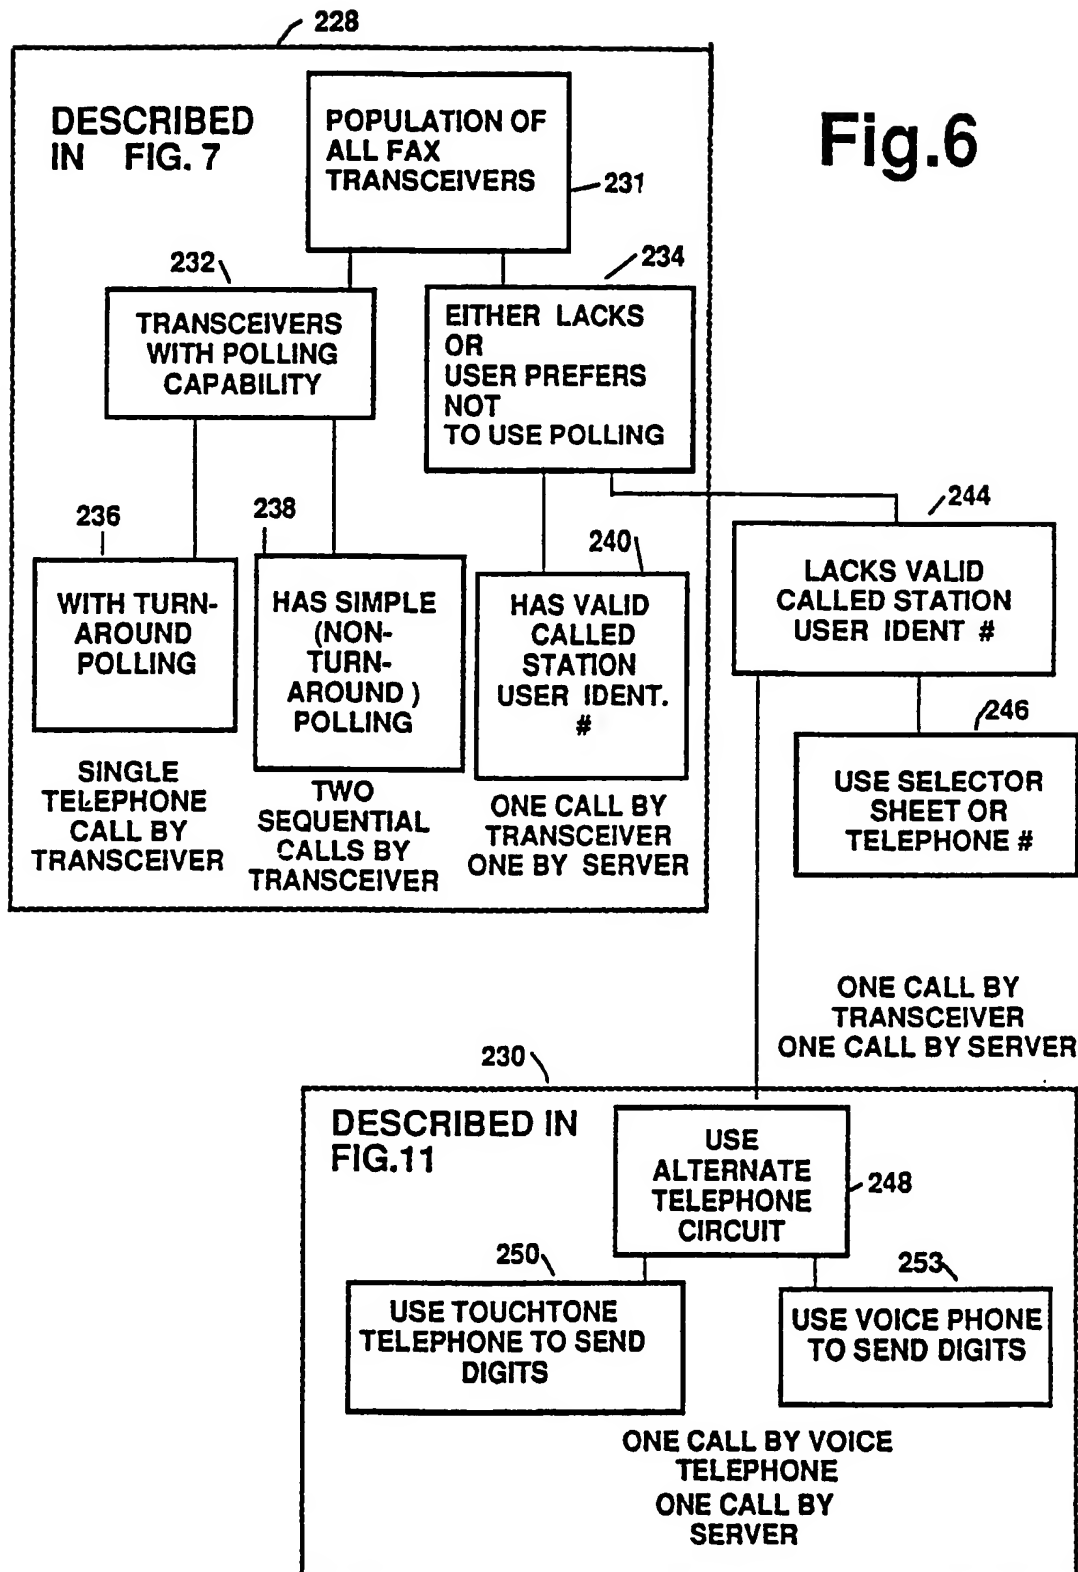 228
Fig.6
DESCRIBED
IN FIG. 7
POPULATION OF
ALL FAX
TRANSCEIVERS
231
232
234
TRANSCEIVERS
WITH POLLING
CAPABILITY
EITHER LACKS
OR
USER PREFERS
NOT
TO USE POLLING
236
238
240
244
WITH TURN-
AROUND
POLLING
HAS SIMPLE
(NON-
TURN-
AROUND )
POLLING
HAS VALID
CALLED
STATION
USER IDENT.
#
LACKS VALID
CALLED STATION
USER IDENT #
246
USE SELECTOR
SHEET OR
TELEPHONE #
SINGLE
TELEPHONE
CALL BY
TRANSCEIVER
TWO
SEQUENTIAL
CALLS BY
TRANSCEIVER
ONE CALL BY
TRANSCEIVER
ONE BY SERVER
ONE CALL BY
TRANSCEIVER
ONE CALL BY SERVER
230
DESCRIBED IN
FIG.11
USE
ALTERNATE
TELEPHONE
CIRCUIT
248
250
253
USE TOUCHTONE
TELEPHONE TO SEND
DIGITS
USE VOICE PHONE
TO SEND DIGITS
ONE CALL BY VOICE
TELEPHONE
ONE CALL BY
SERVER